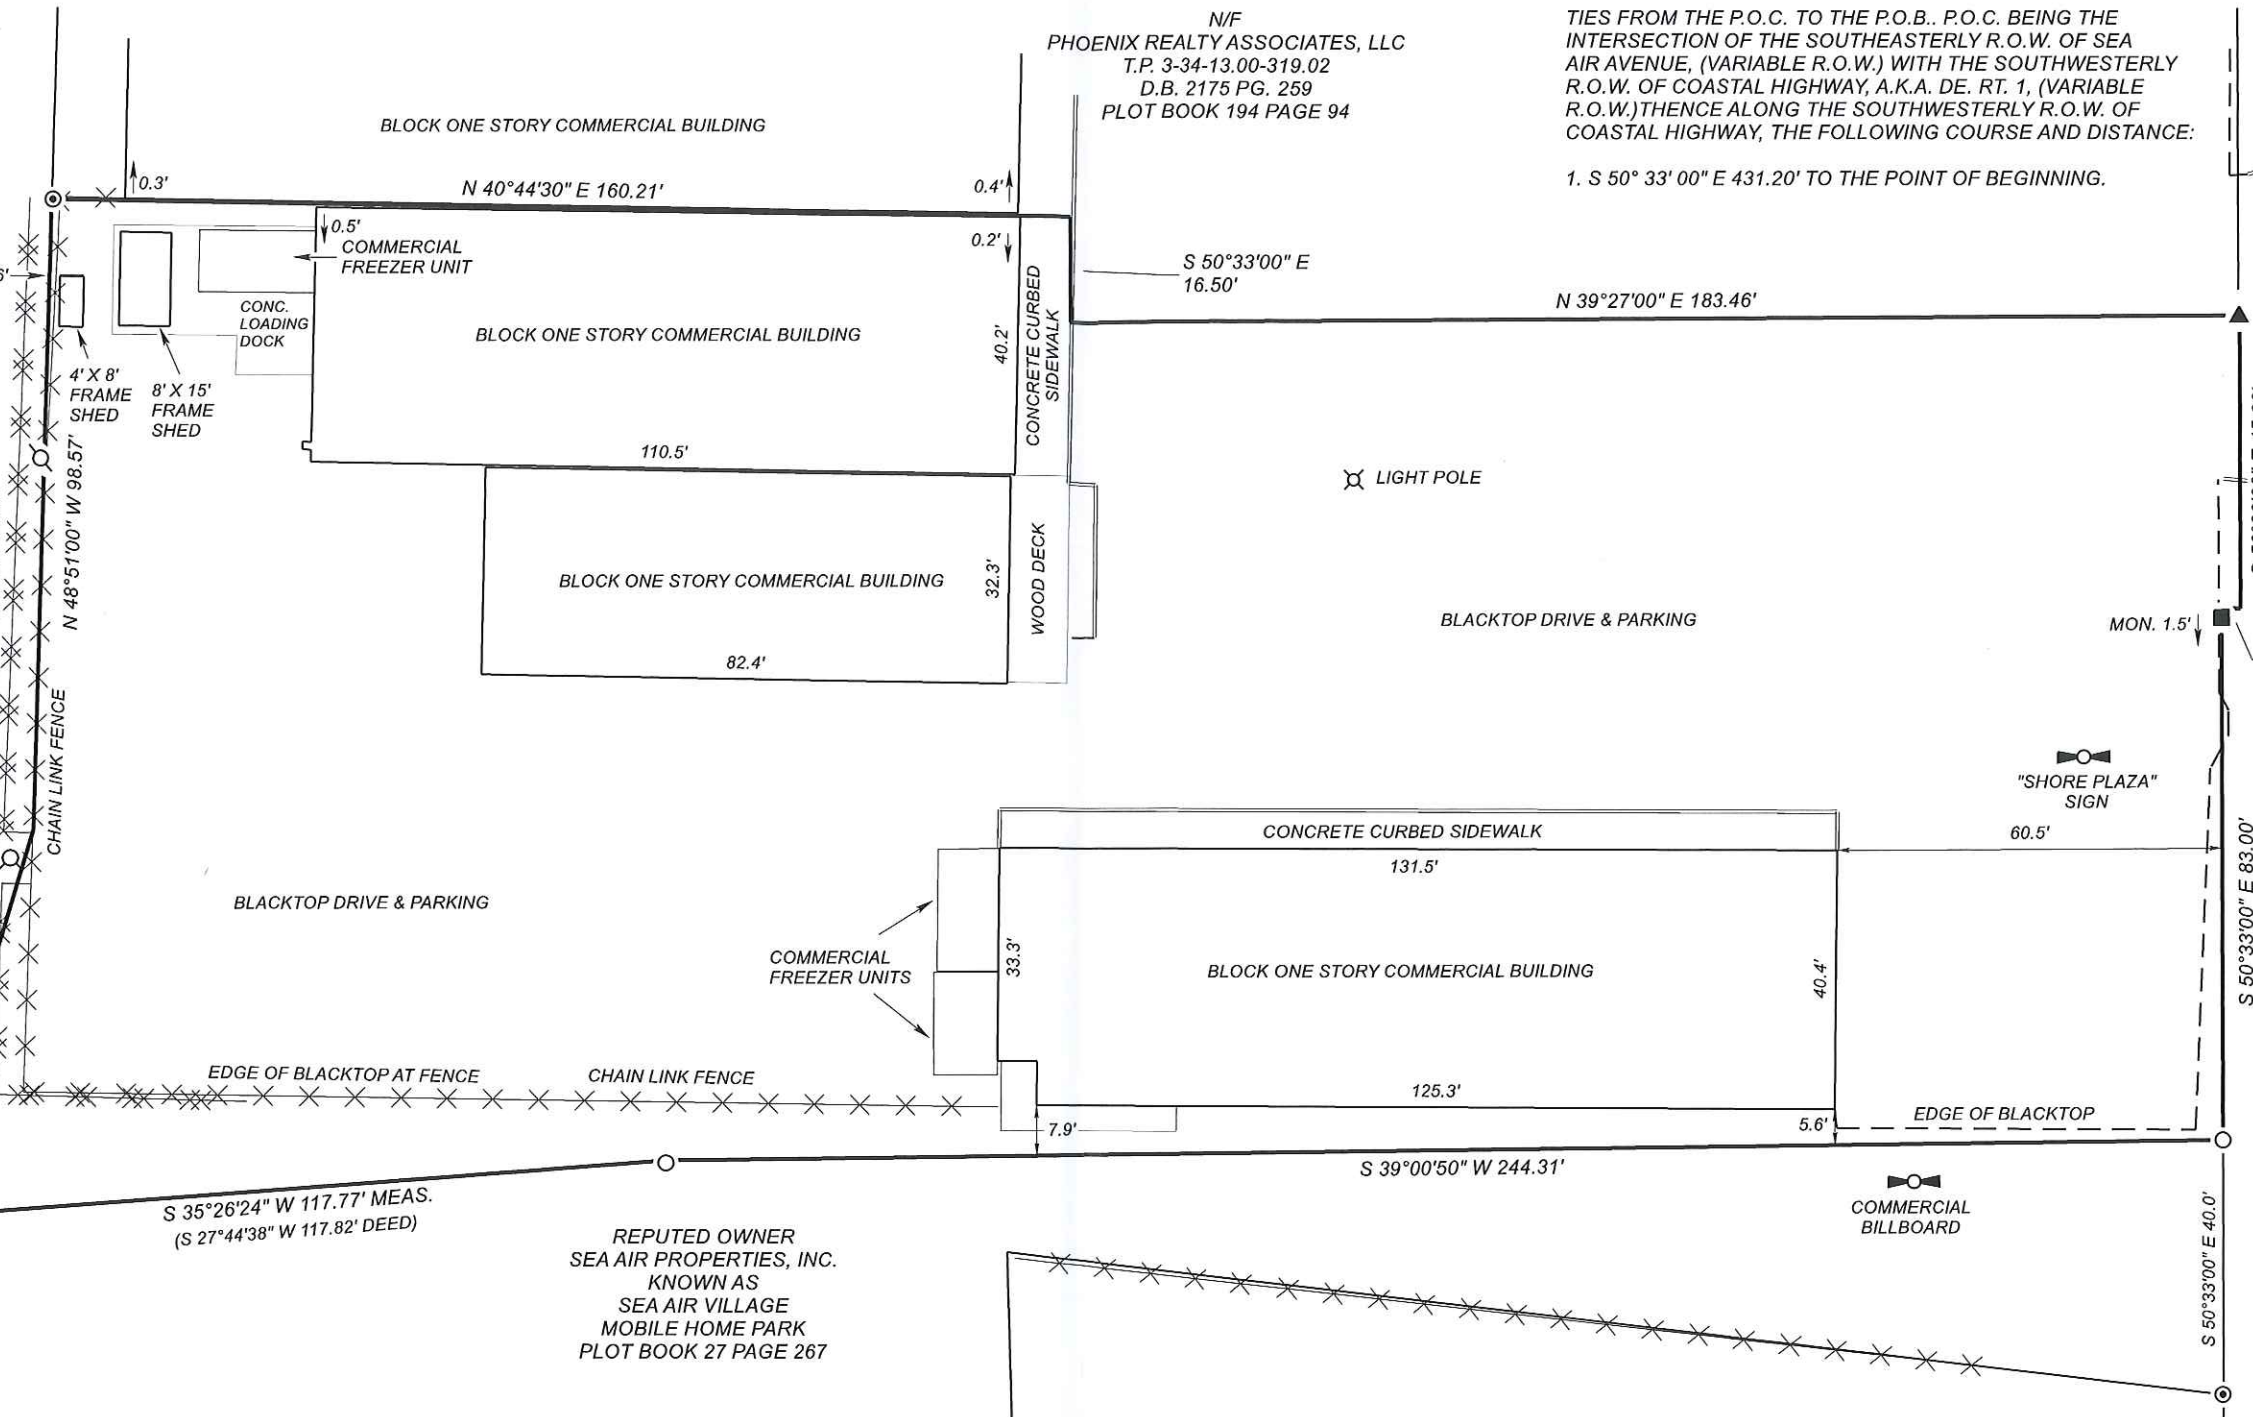 N/F
PHOENIX REALTY ASSOCIATES, LLC
T.P. 3-34-13.00-319.02
D.B. 2175 PG. 259
PLOT BOOK 194 PAGE 94
TIES FROM THE P.O.C. TO THE P.O.B.. P.O.C. BEING THE
INTERSECTION OF THE SOUTHEASTERLY R.O.W. OF SEA
AIR AVENUE, (VARIABLE R.O.W.) WITH THE SOUTHWESTERLY
R.O.W. OF COASTAL HIGHWAY, A.K.A. DE. RT. 1, (VARIABLE
R.O.W.)THENCE ALONG THE SOUTHWESTERLY R.O.W. OF
COASTAL HIGHWAY, THE FOLLOWING COURSE AND DISTANCE:
1. S 50° 33' 00" E 431.20' TO THE POINT OF BEGINNING.
BLOCK ONE STORY COMMERCIAL BUILDING
0.3'
N 40°44'30" E 160.21'
0.4'
0.5'
COMMERCIAL
FREEZER UNIT
0.2'
S 50°33'00" E
16.50'
N 39°27'00" E 183.46'
CONC.
LOADING
DOCK
BLOCK ONE STORY COMMERCIAL BUILDING
40.2'
CONCRETE CURBED
SIDEWALK
4' X 8'
FRAME
SHED
8' X 15'
FRAME
SHED
110.5'
N 48°51'00" W 98.57'
LIGHT POLE
BLOCK ONE STORY COMMERCIAL BUILDING
32.3'
WOOD DECK
82.4'
BLACKTOP DRIVE & PARKING
MON. 1.5'
CHAIN LINK FENCE
"SHORE PLAZA"
SIGN
60.5'
CONCRETE CURBED SIDEWALK
131.5'
S 50°33'00" E 83.00'
BLACKTOP DRIVE & PARKING
COMMERCIAL
FREEZER UNITS
33.3'
BLOCK ONE STORY COMMERCIAL BUILDING
40.4'
EDGE OF BLACKTOP AT FENCE
CHAIN LINK FENCE
125.3'
7.9'
5.6'
EDGE OF BLACKTOP
S 39°00'50" W 244.31'
S 35°26'24" W 117.77' MEAS.
(S 27°44'38" W 117.82' DEED)
COMMERCIAL
BILLBOARD
S 50°33'00" E 40.0'
REPUTED OWNER
SEA AIR PROPERTIES, INC.
KNOWN AS
SEA AIR VILLAGE
MOBILE HOME PARK
PLOT BOOK 27 PAGE 267